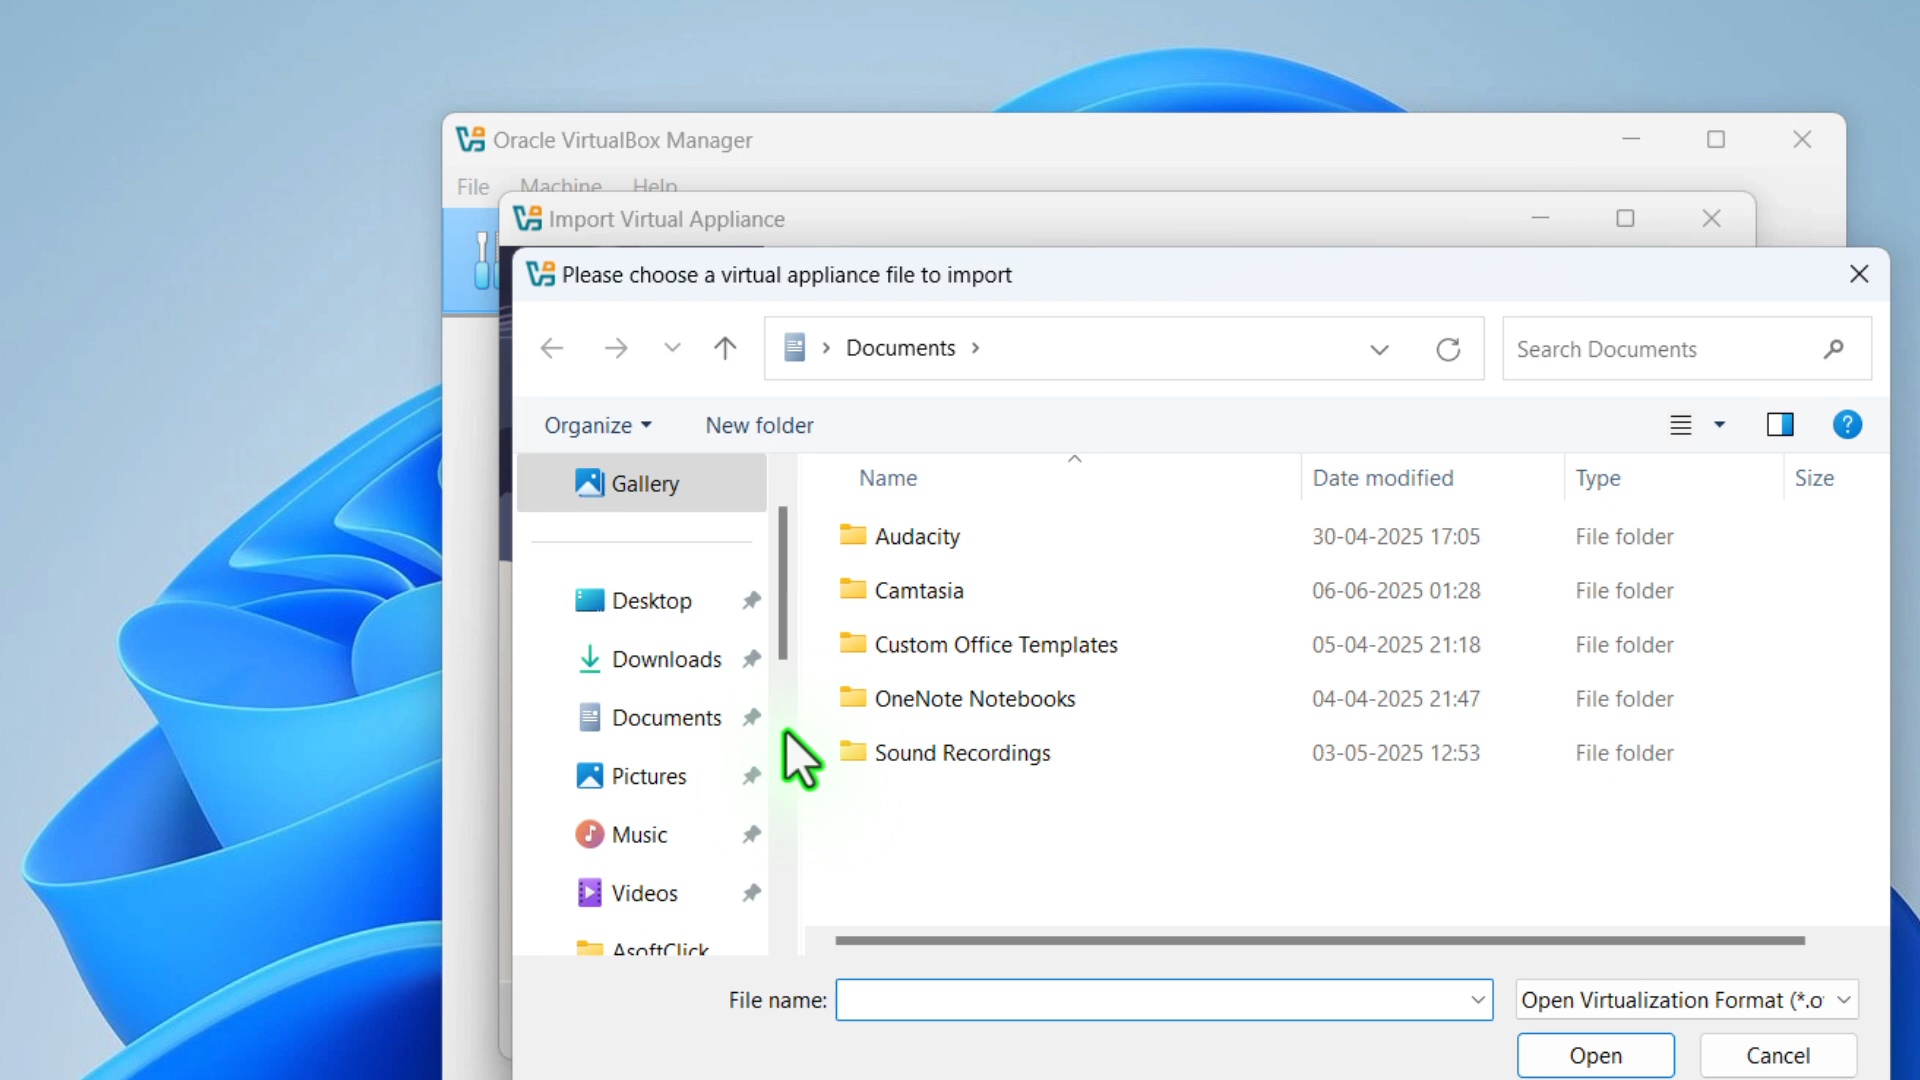 Oracle VirtualBox Manager
File Machine Help
Import Virtual Appliance
Please choose a virtual appliance file to import
Documents
Search Documents
Organize New folder
?
Gallery
Name Date modified Type Size
Audacity 30-04-2025 17:05 File folder
Camtasia 06-06-2025 01:28 File folder
Custom Office Templates 05-04-2025 21:18 File folder
OneNote Notebooks 04-04-2025 21:47 File folder
Sound Recordings 03-05-2025 12:53 File folder
Desktop
Downloads
Documents
Pictures
Music
Videos
AsoftClick
File name:
Open Virtualization Format (*.o
Open Cancel